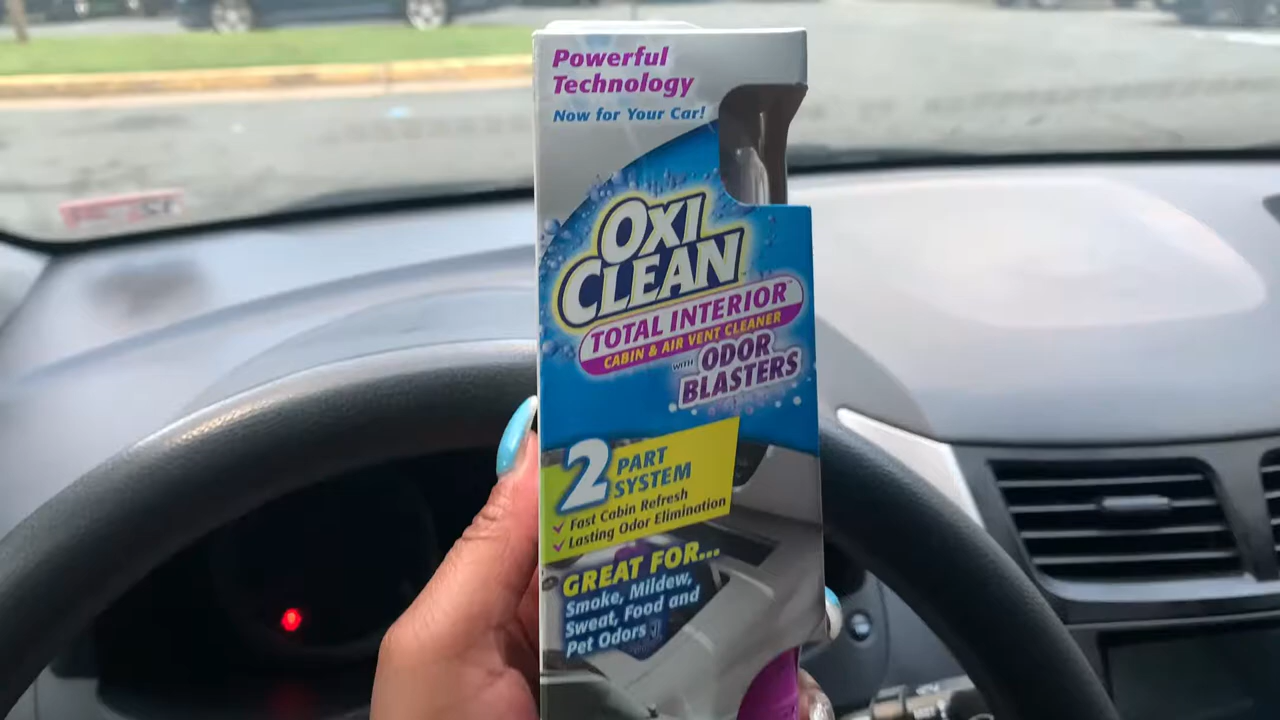 Powerful
Technology
Now for Your Car!
OXI
CLEAN
TOTAL INTERIOR™
CABIN & AIR VENT CLEANER
WITH ODOR
BLASTERS
2 PART
SYSTEM
✓ Fast Cabin Refresh
✓ Lasting Odor Elimination
GREAT FOR...
Smoke, Mildew,
Sweat, Food and
Pet Odors